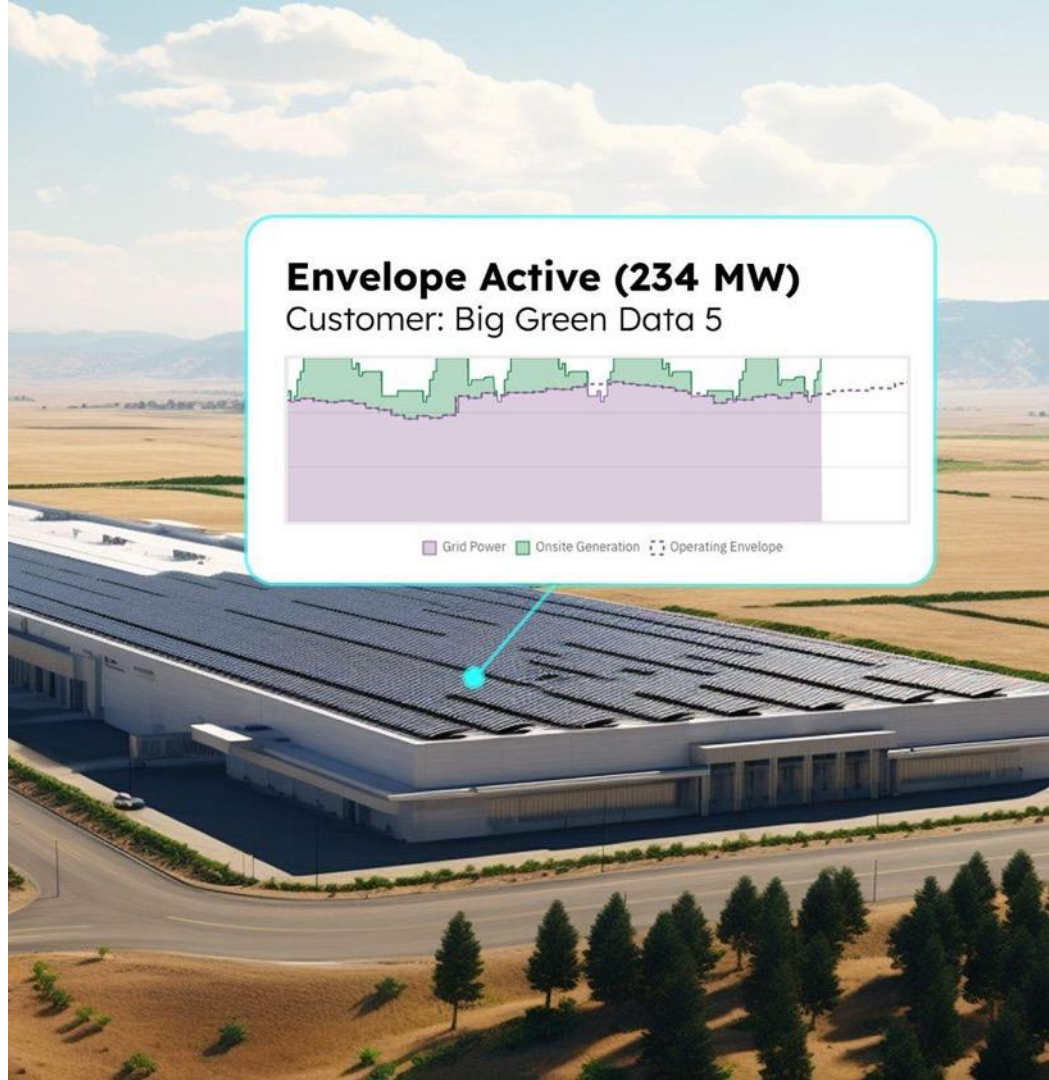 Envelope Active (234 MW)
Customer: Big Green Data 5
Grid Power Onsite Generation Operating Envelope